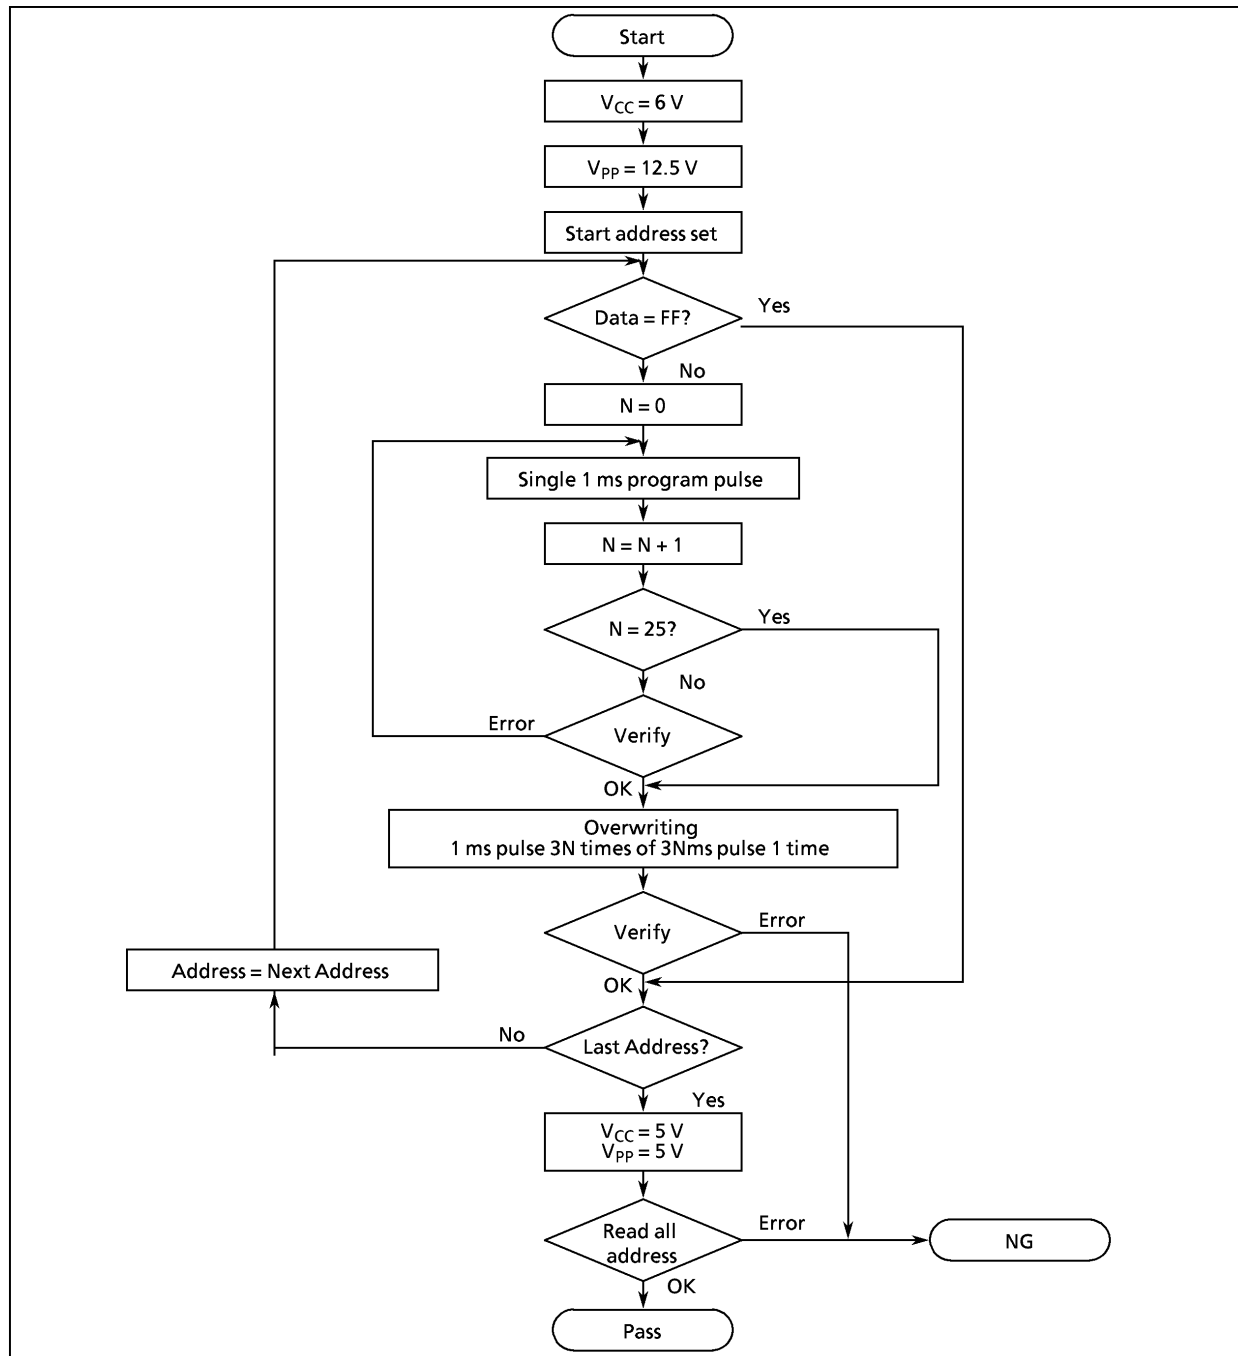 Start
VCC = 6 V
VPP = 12.5 V
Start address set
Data = FF?
Yes
No
N = 0
Single 1 ms program pulse
N = N + 1
N = 25?
Yes
No
Error
Verify
OK
Overwriting
1 ms pulse 3N times of 3Nms pulse 1 time
Verify
Error
Address = Next Address
OK
No
Last Address?
Yes
VCC = 5 V
VPP = 5 V
Read all
address
Error
NG
OK
Pass